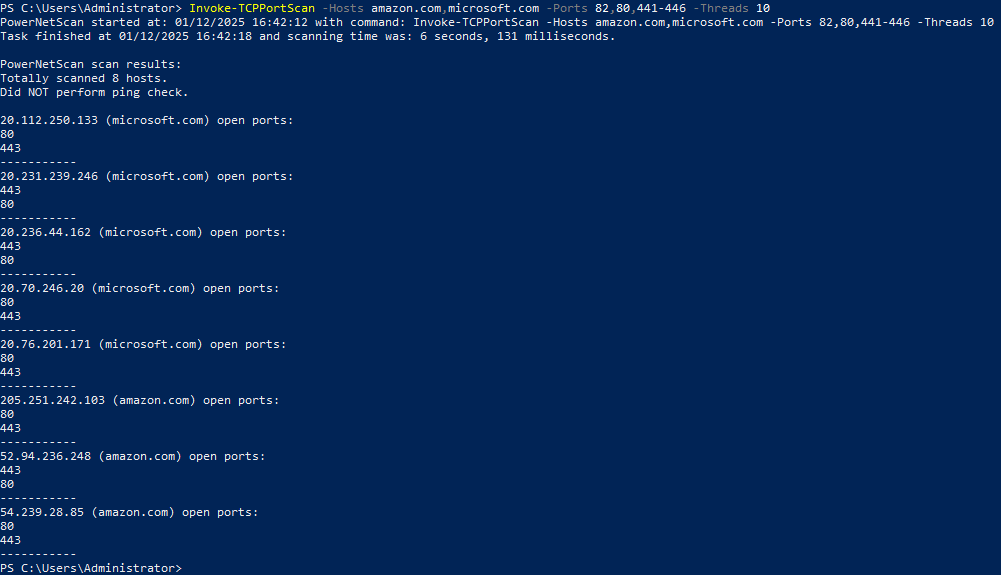 PS C:\Users\Administrator> Invoke-TCPPortScan -Hosts amazon.com,microsoft.com -Ports 82,80,441-446 -Threads 10
PowerNetScan started at: 01/12/2025 16:42:12 with command: Invoke-TCPPortScan -Hosts amazon.com,microsoft.com -Ports 82,80,441-446 -Threads 10
Task finished at 01/12/2025 16:42:18 and scanning time was: 6 seconds, 131 milliseconds.
PowerNetScan scan results:
Totally scanned 8 hosts.
Did NOT perform ping check.
20.112.250.133 (microsoft.com) open ports:
80
443
-----------
20.231.239.246 (microsoft.com) open ports:
443
80
-----------
20.236.44.162 (microsoft.com) open ports:
443
80
-----------
20.70.246.20 (microsoft.com) open ports:
80
443
-----------
20.76.201.171 (microsoft.com) open ports:
80
443
-----------
205.251.242.103 (amazon.com) open ports:
80
443
-----------
52.94.236.248 (amazon.com) open ports:
443
80
-----------
54.239.28.85 (amazon.com) open ports:
80
443
-----------
PS C:\Users\Administrator>